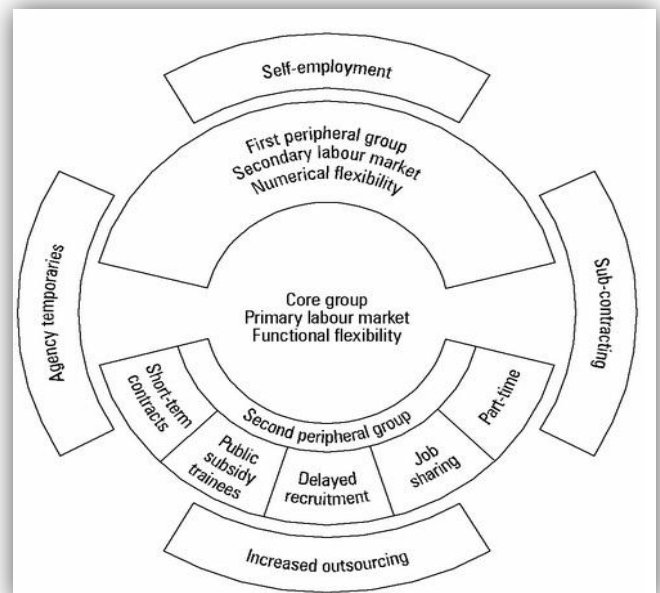 Self-employment
First peripheral group
Secondary labour market
Numerical flexibility
Agency temporaries
Sub-contracting
Core group
Primary labour market
Functional flexibility
Second peripheral group
Short-term
contracts
Public
subsidy
trainees
Delayed
recruitment
Job
sharing
Part-time
Increased outsourcing